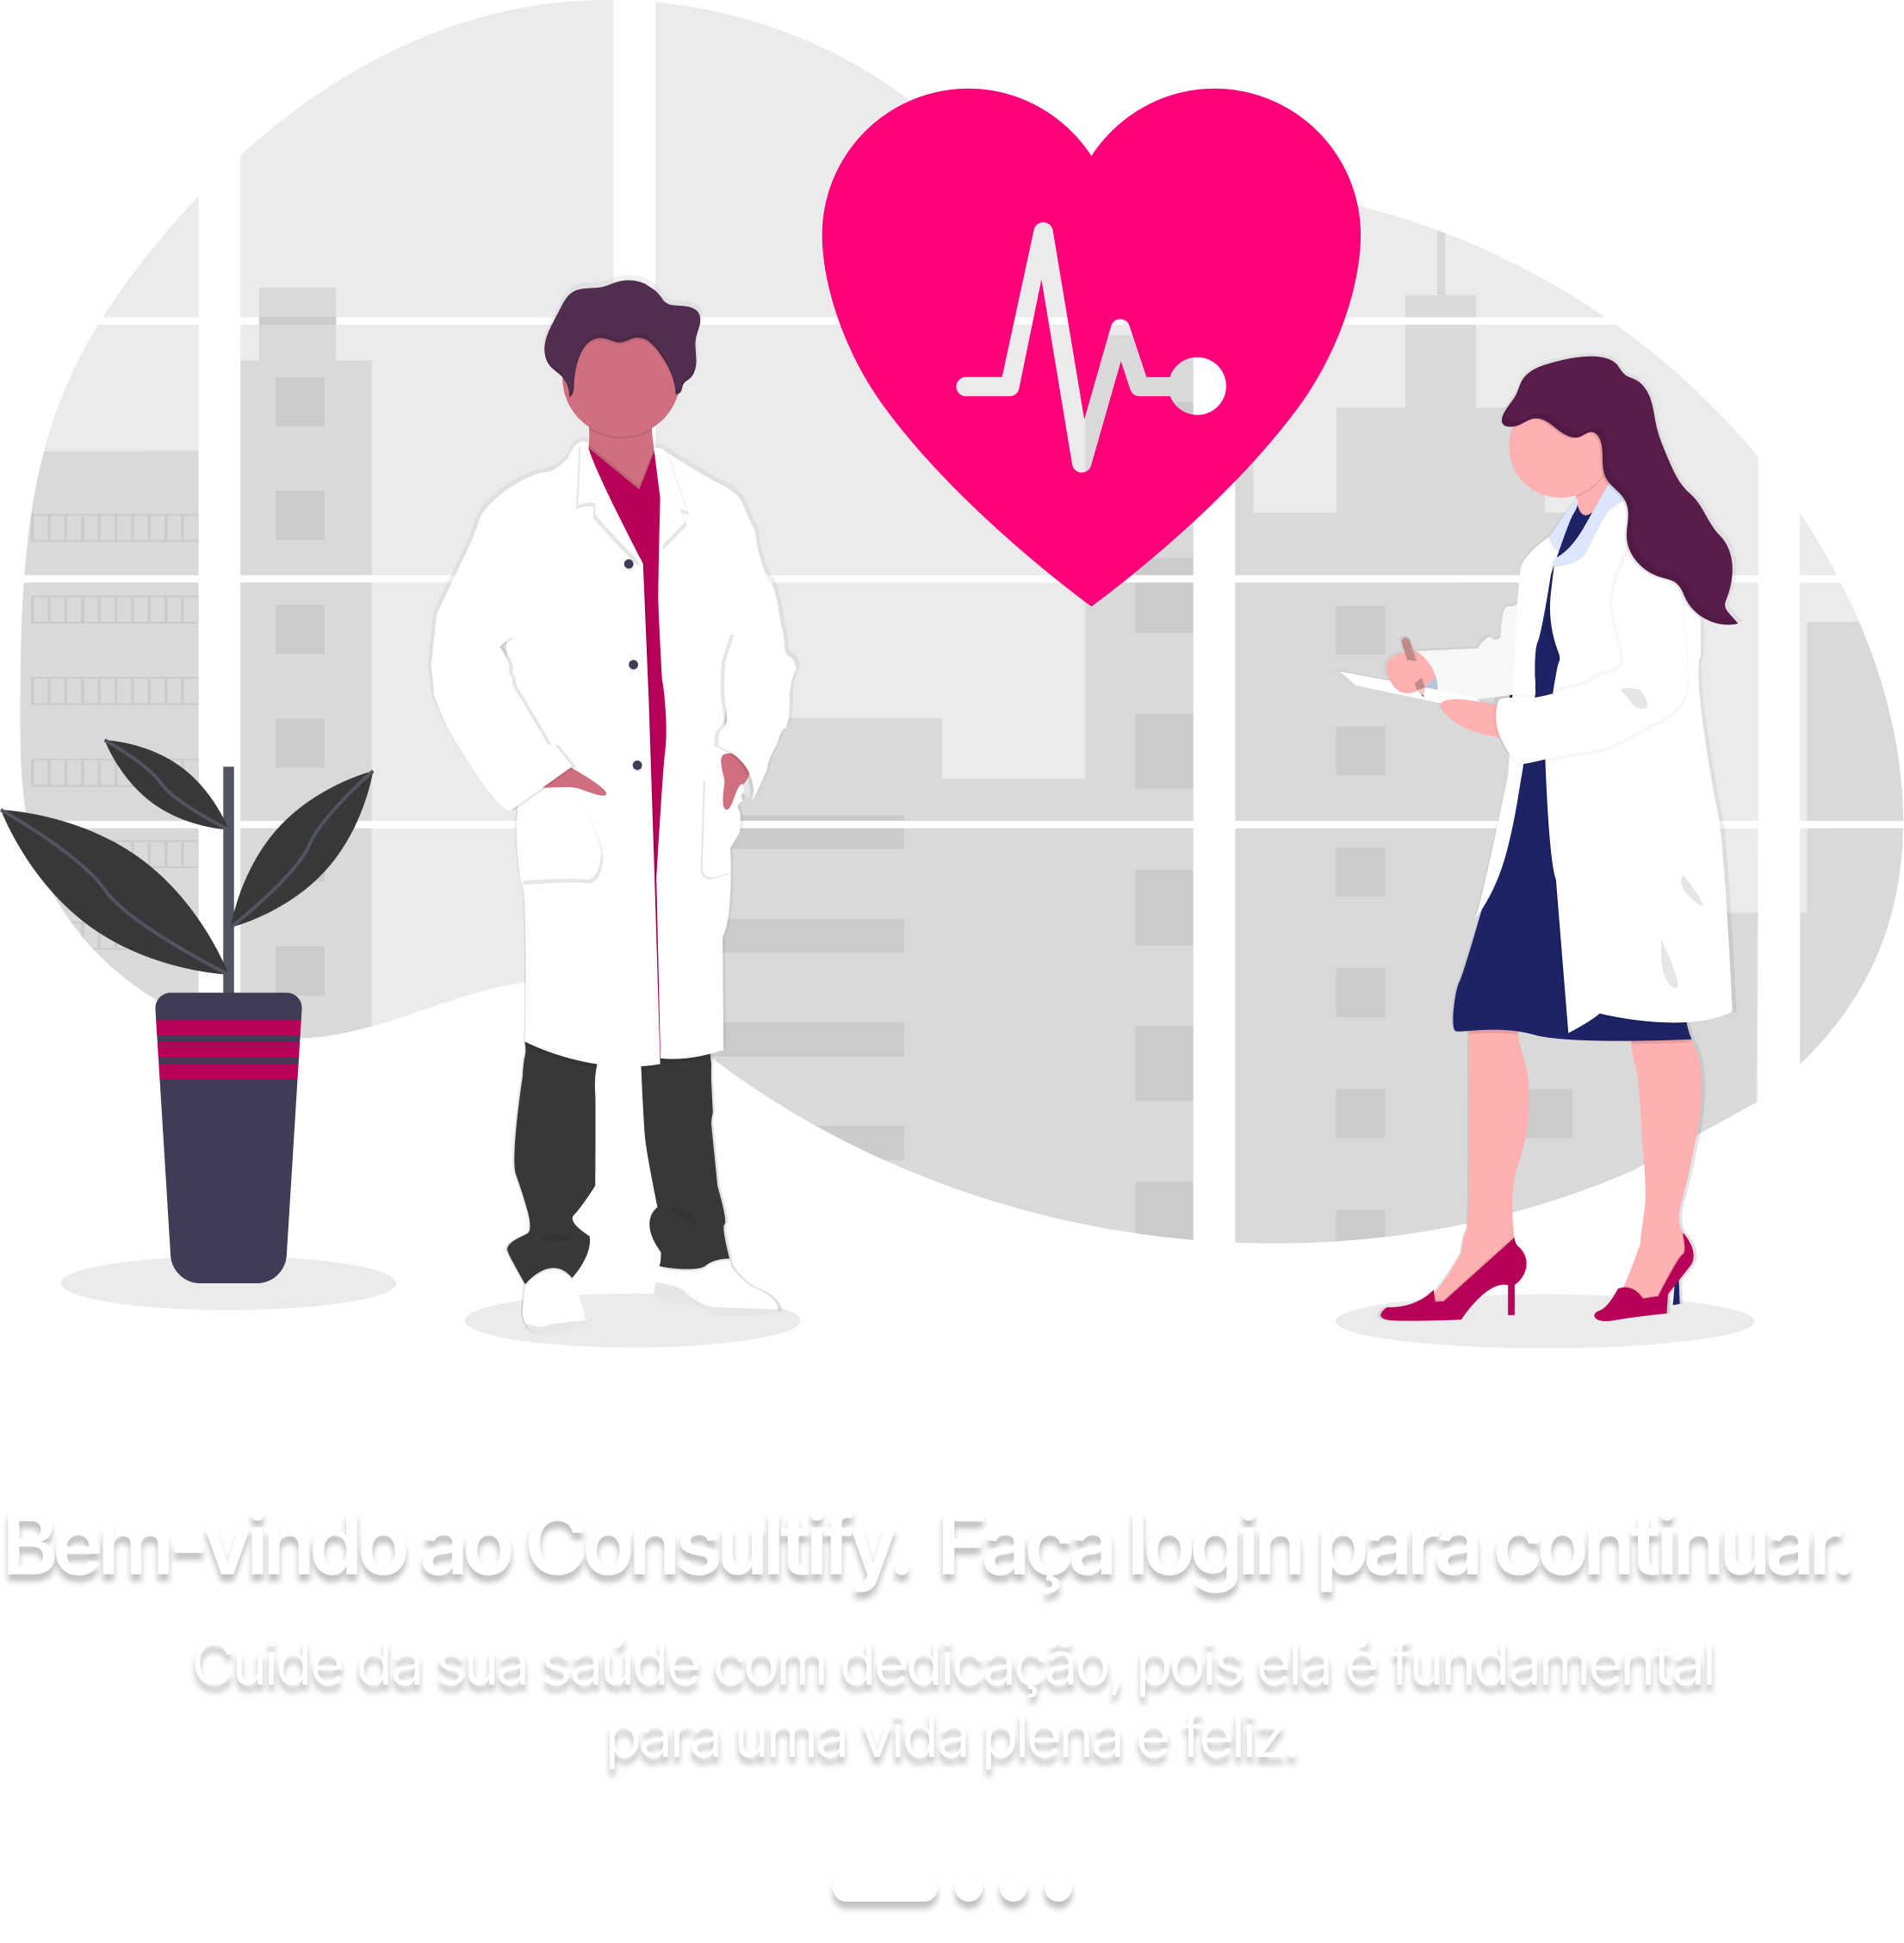 Bem-vindo ao Consultify. Faça login para continuar.
Cuide da sua saúde com dedicação, pois ela é fundamental
para uma vida plena e feliz.